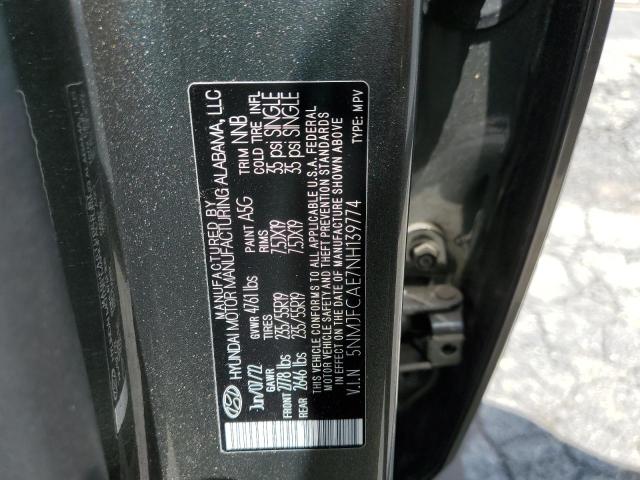 MANUFACTURED BY
HYUNDAI MOTOR MANUFACTURING ALABAMA, LLC
Jan/07/22 GVWR 4761 lbs PAINT A5G TRIM NNB
GAWR TIRES RIMS COLD TIRE INFL
FRONT 2778 lbs 235/55R19 7.5JX19 35 psi SINGLE
REAR 2646 lbs 235/55R19 7.5JX19 35 psi SINGLE
THIS VEHICLE CONFORMS TO ALL APPLICABLE U.S.A. FEDERAL
MOTOR VEHICLE SAFETY AND THEFT PREVENTION STANDARDS
IN EFFECT ON THE DATE OF MANUFACTURE SHOWN ABOVE
V.I.N 5NMJFCAE7NH139774 TYPE: MPV